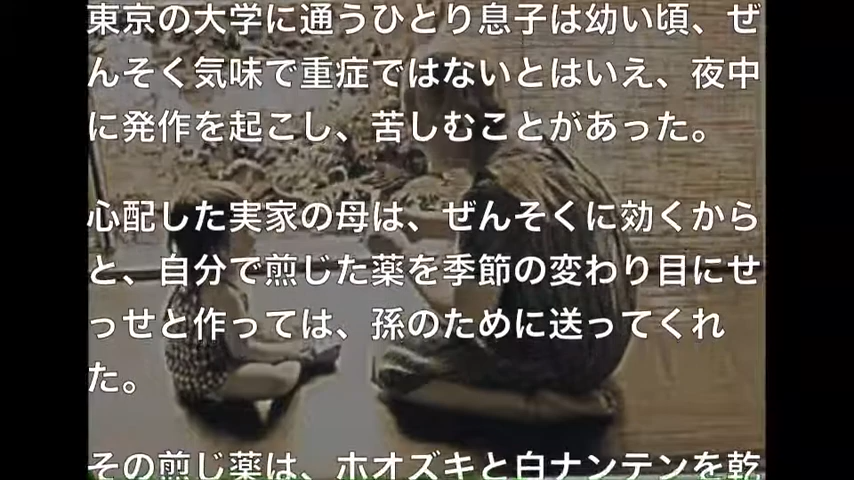 東京の大学に通うひとり息子は幼い頃、ぜ
んそく気味で重症ではないとはいえ、夜中
に発作を起こし、苦しむことがあった。
心配した実家の母は、ぜんそくに効くから
と、自分で煎じた薬を季節の変わり目にせ
っせと作っては、孫のために送ってくれ
た。
その煎じ薬は、ホオズキと白ナンテンを乾